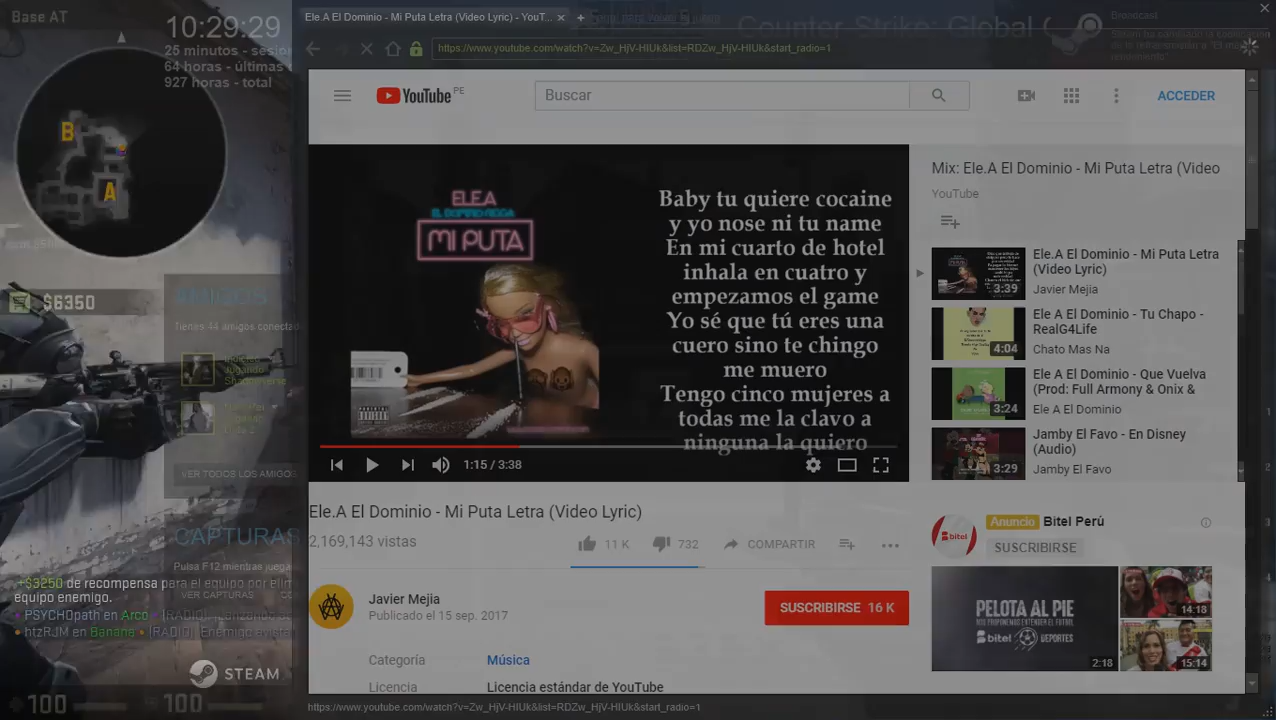 Base AT
10:29:29
25 minutos - sesión
64 horas - últimas
927 horas - total
Counter Strike: Global
Broadcast
Ele.A El Dominio - Mi Puta Letra (Video Lyric) - YouT...
https://www.youtube.com/watch?v=Zw_HjV-HIUk&list=RDZw_HjV-HIUk&start_radio=1
YouTube PE
Buscar
ACCEDER
B
A
$6350
AMIGOS
Tienes 44 amigos conecta
Jugando
Shadowverse
VER TODOS LOS AMIGO
CAPTURAS
Pulsa F12 mientras juega
VER CAPTURAS
+$3250 de recompensa para el equipo por elim
equipo enemigo.
PSYCHOpath en Arco (RADIO): Lanzando
htzRJM en Banana (RADIO): Enemigo avista
STEAM
100
100
ELE.A
EL DOMINIO
MI PUTA
Baby tu quiere cocaine
y yo nose ni tu name
En mi cuarto de hotel
inhala en cuatro y
empezamos el game
Yo sé que tú eres una
cuero sino te chingo
me muero
Tengo cinco mujeres a
todas me la clavo a
ninguna la quiero
1:15 / 3:38
Mix: Ele.A El Dominio - Mi Puta Letra (Video
YouTube
Ele.A El Dominio - Mi Puta Letra
(Video Lyric)
Javier Mejia
3:39
Ele A El Dominio - Tu Chapo -
RealG4Life
Chato Mas Na
4:04
Ele A El Dominio - Que Vuelva
(Prod: Full Armony & Onix &
Ele A El Dominio
3:24
Jamby El Favo - En Disney
(Audio)
Jamby El Favo
3:29
Ele.A El Dominio - Mi Puta Letra (Video Lyric)
2,169,143 vistas
11 K
732
COMPARTIR
Javier Mejia
Publicado el 15 sep. 2017
SUSCRIBIRSE 16 K
Categoría
Música
Licencia
Licencia estándar de YouTube
Anuncio Bitel Perú
SUSCRIBIRSE
bitel
PELOTA AL PIE
bitel DEPORTES
2:18
14:18
15:14
https://www.youtube.com/watch?v=Zw_HjV-HIUk&list=RDZw_HjV-HIUk&start_radio=1